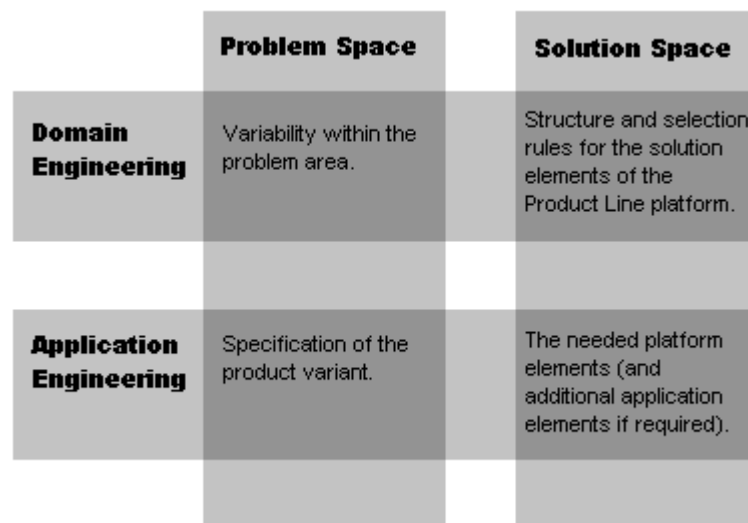 Problem Space
Solution Space
Domain
Engineering
Variability within the
problem area.
Structure and selection
rules for the solution
elements of the
Product Line platform.
Application
Engineering
Specification of the
product variant.
The needed platform
elements (and
additional application
elements if required).